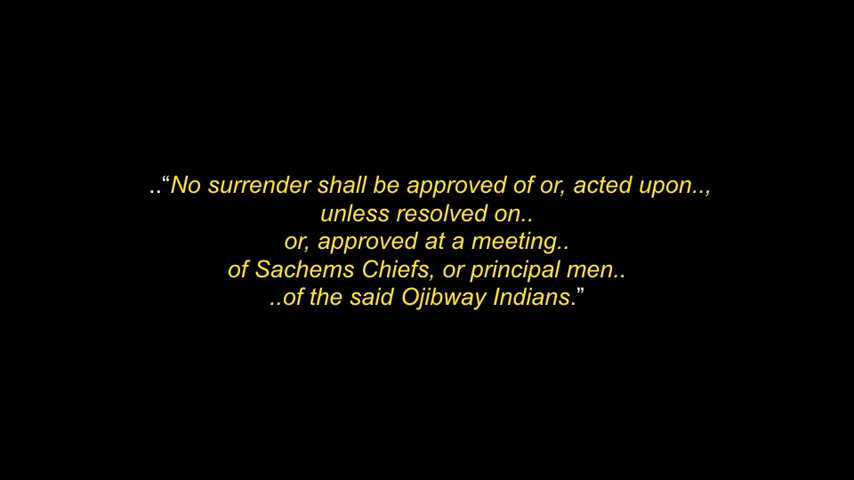 ..“No surrender shall be approved of or, acted upon..,
unless resolved on..
or, approved at a meeting..
of Sachems Chiefs, or principal men..
..of the said Ojibway Indians.”